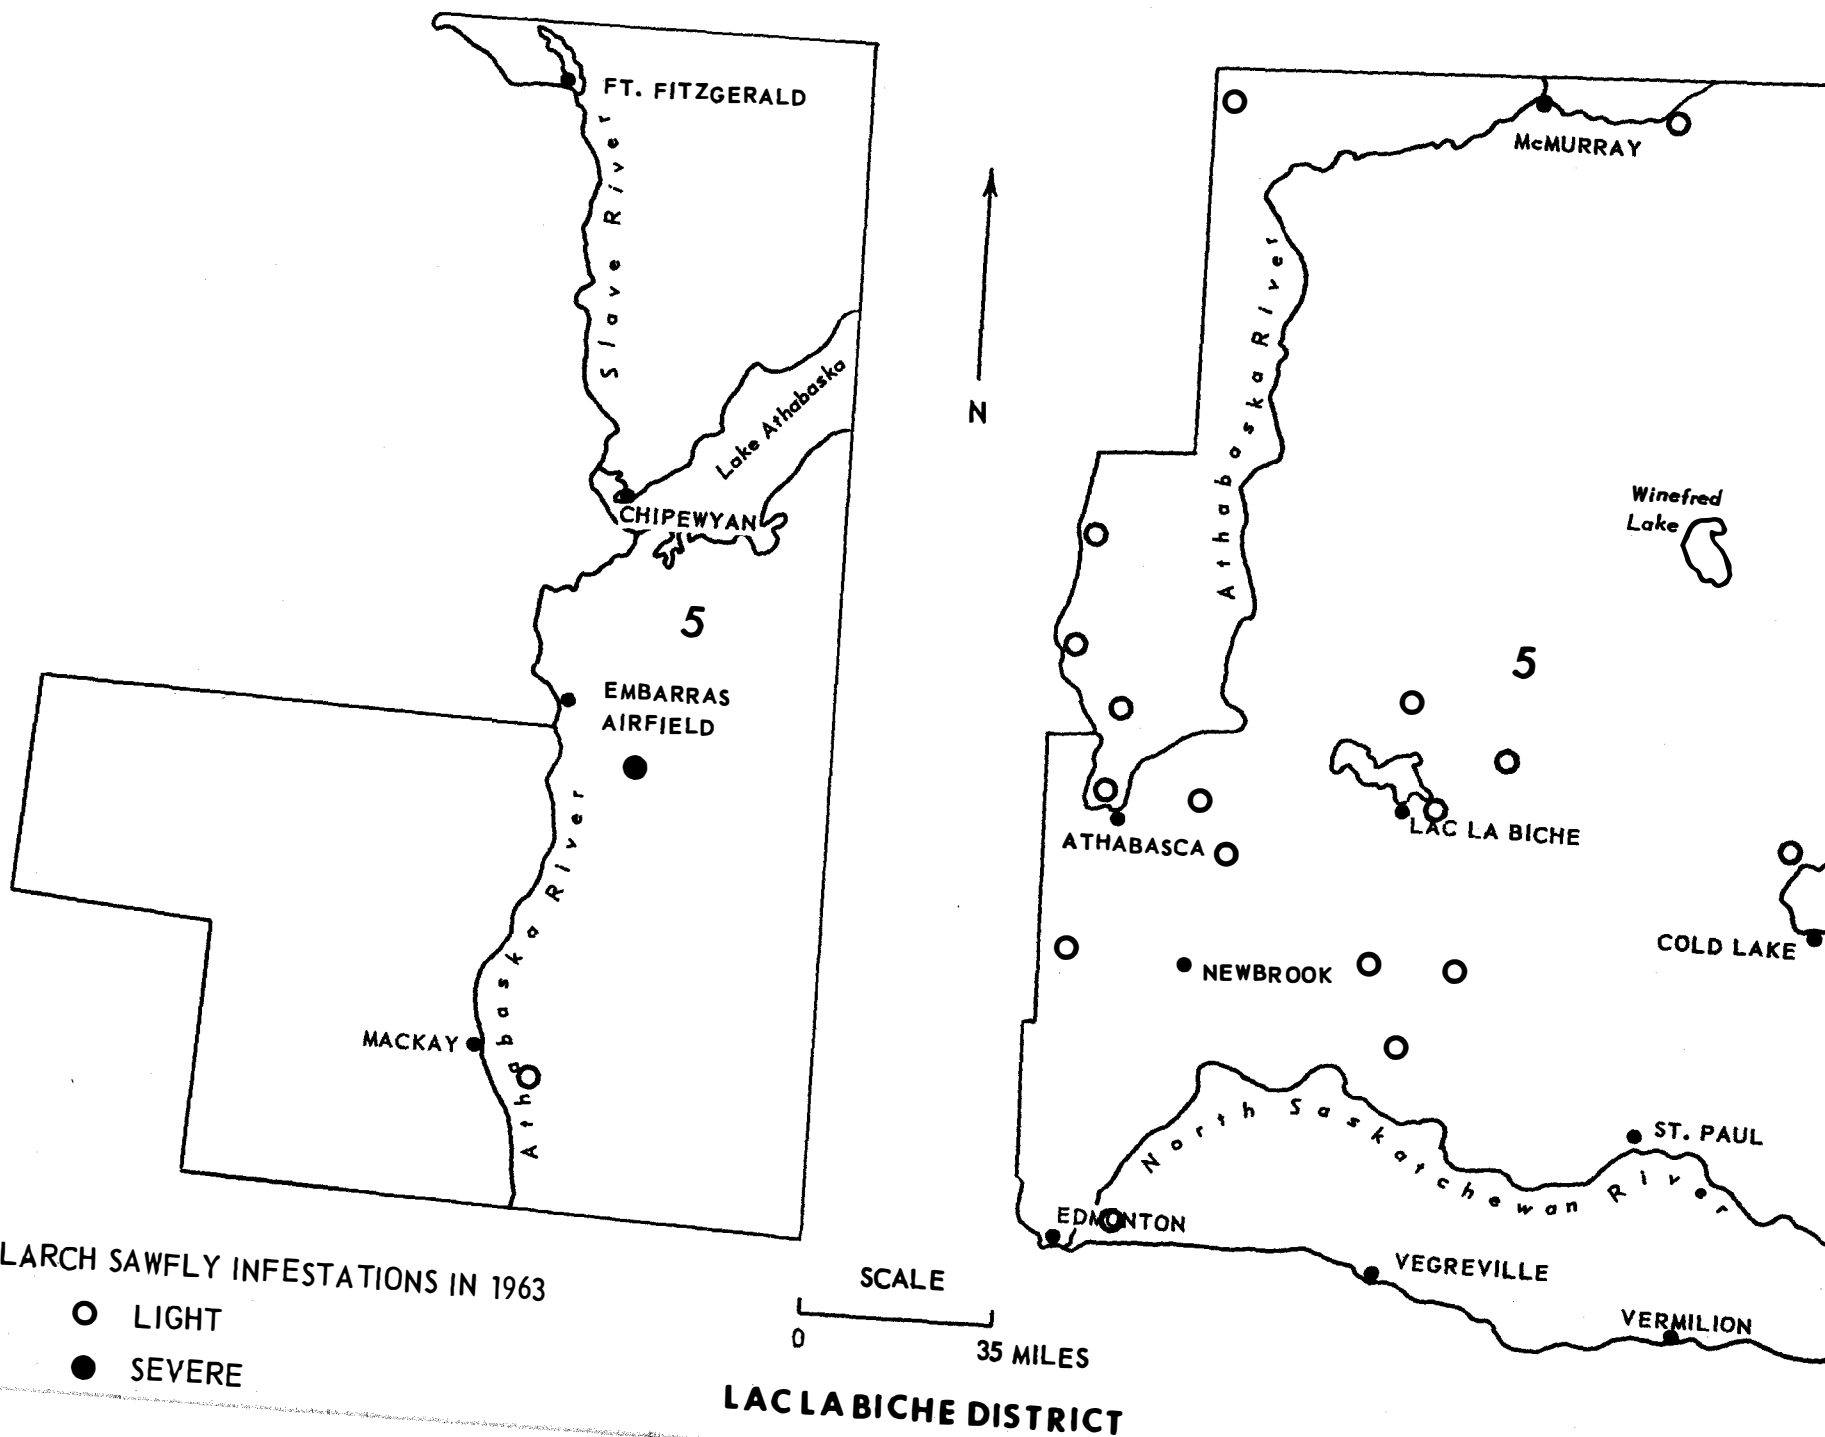 FT. FITZGERALD
Slave River
Lake Athabaska
CHIPEWYAN
5
EMBARRAS
AIRFIELD
Athabaska River
MACKAY
N
McMURRAY
Athabaska River
Winefred
Lake
5
LAC LA BICHE
ATHABASCA
COLD LAKE
NEWBROOK
North Saskatchewan River
ST. PAUL
EDMONTON
VEGREVILLE
VERMILION
LARCH SAWFLY INFESTATIONS IN 1963
LIGHT
SEVERE
SCALE
0 35 MILES
LAC LA BICHE DISTRICT